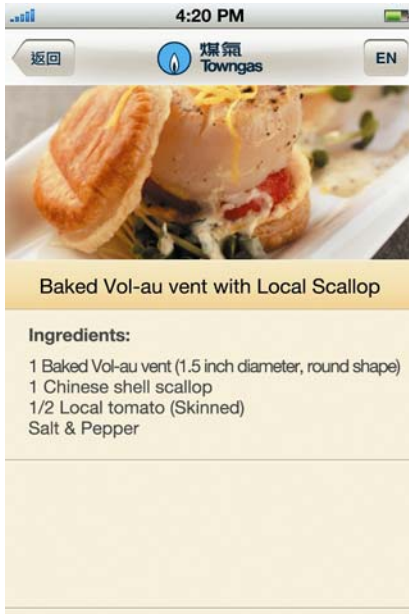 4:20 PM
返回
煤氣
Towngas
EN
Baked Vol-au vent with Local Scallop
Ingredients:
1 Baked Vol-au vent (1.5 inch diameter, round shape)
1 Chinese shell scallop
1/2 Local tomato (Skinned)
Salt & Pepper